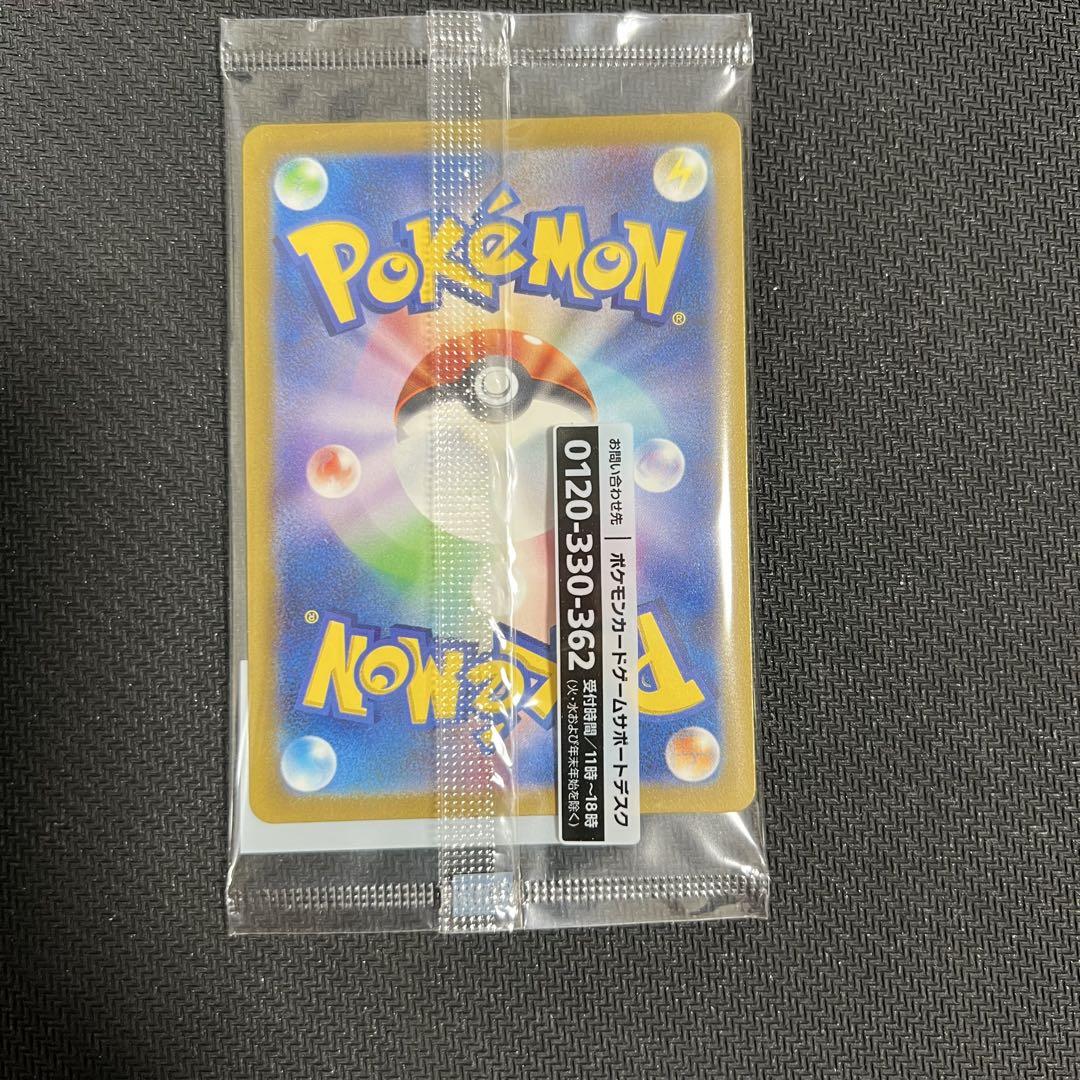 POKéMON
®
お問い合わせ先 | ポケモンカードゲームサポートデスク
0120-330-362 受付時間/11時~18時
(火・水および年末年始を除く)
POKéMON
®